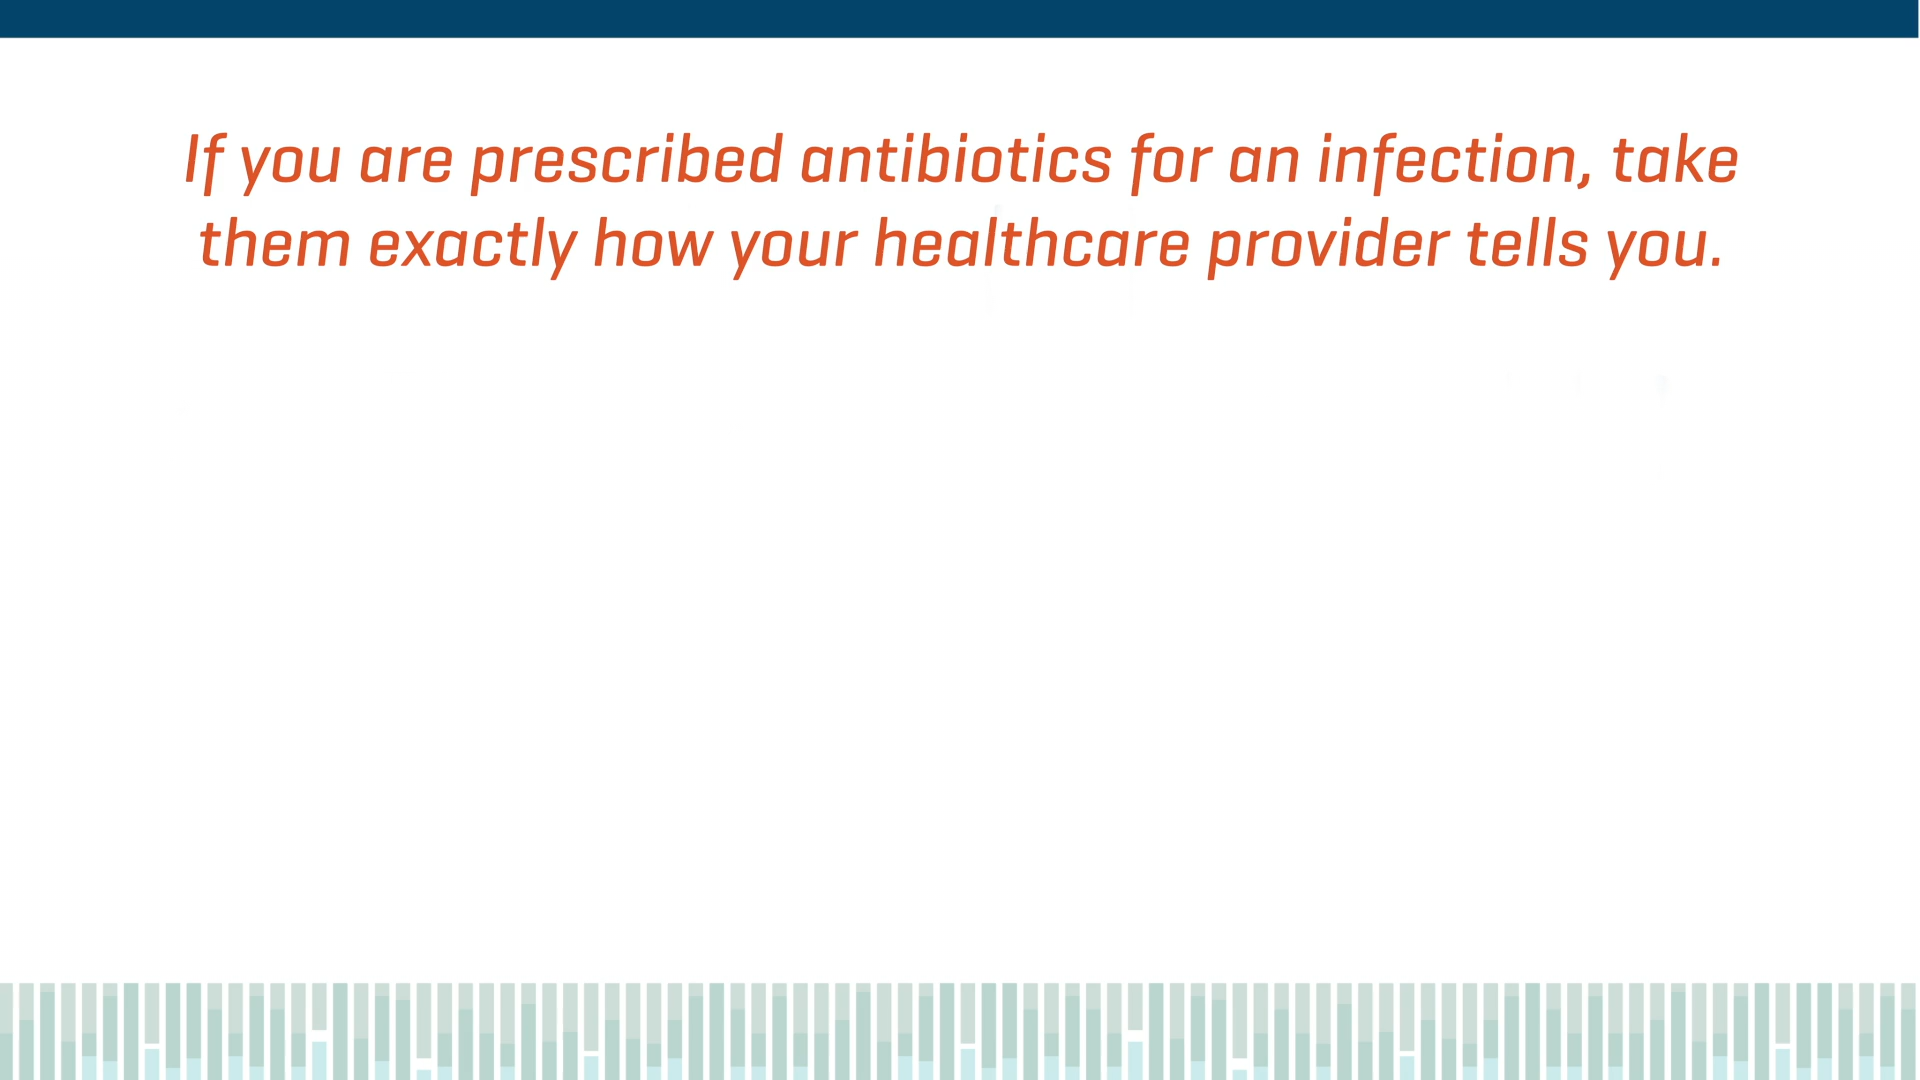 If you are prescribed antibiotics for an infection, take
them exactly how your healthcare provider tells you.